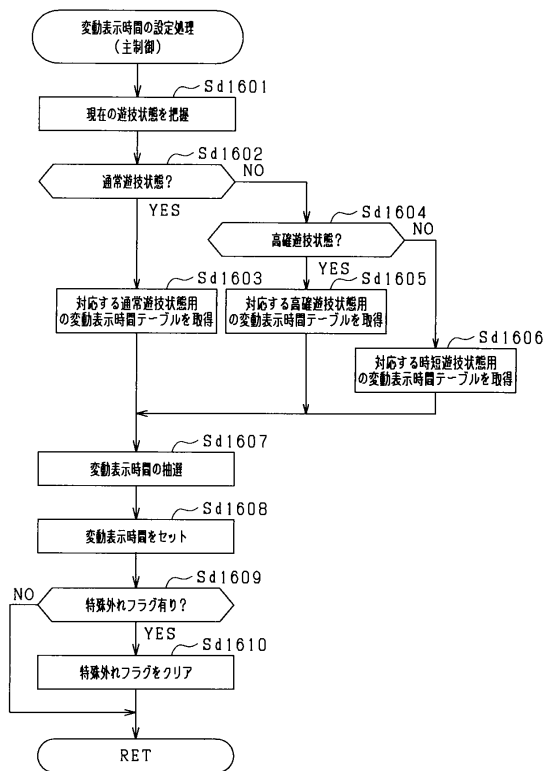 変動表示時間の設定処理
(主制御)
Sd1601
現在の遊技状態を把握
Sd1602
通常遊技状態?
NO
YES
Sd1604
高確遊技状態?
NO
YES
Sd1603
対応する通常遊技状態用
の変動表示時間テーブルを取得
Sd1605
対応する高確遊技状態用
の変動表示時間テーブルを取得
Sd1606
対応する時短遊技状態用
の変動表示時間テーブルを取得
Sd1607
変動表示時間の抽選
Sd1608
変動表示時間をセット
Sd1609
特殊外れフラグ有り?
NO
YES
Sd1610
特殊外れフラグをクリア
RET